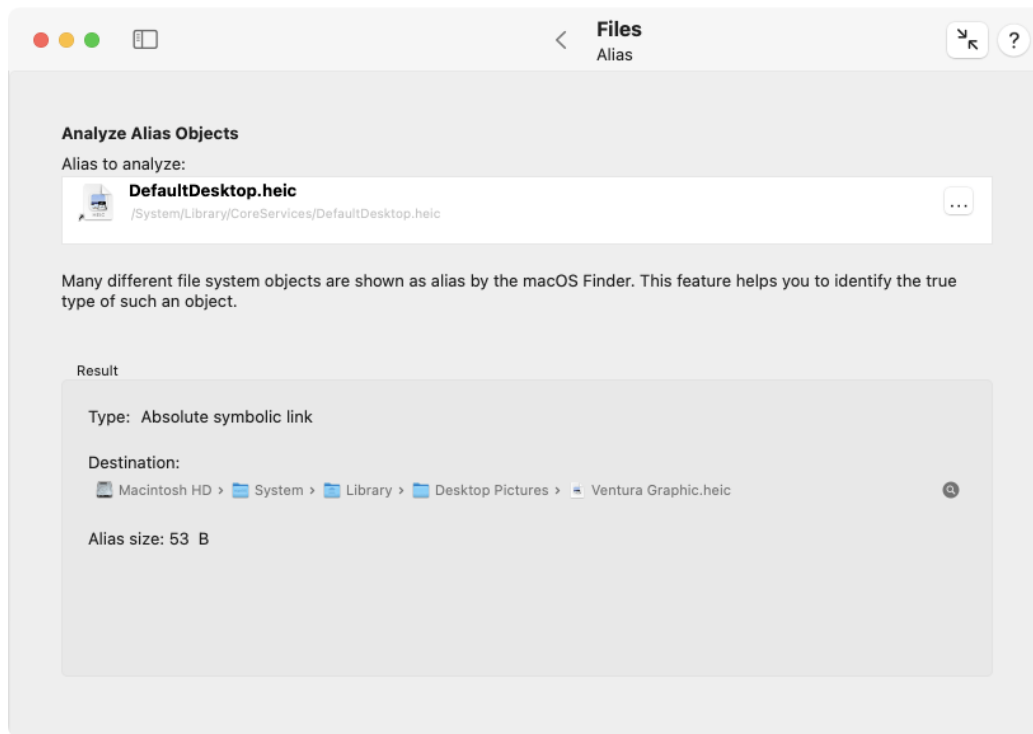 Files
Alias
?
Analyze Alias Objects
Alias to analyze:
DefaultDesktop.heic
/System/Library/CoreServices/DefaultDesktop.heic
...
Many different file system objects are shown as alias by the macOS Finder. This feature helps you to identify the true
type of such an object.
Result
Type: Absolute symbolic link
Destination:
Macintosh HD › System › Library › Desktop Pictures › Ventura Graphic.heic
Alias size: 53 B